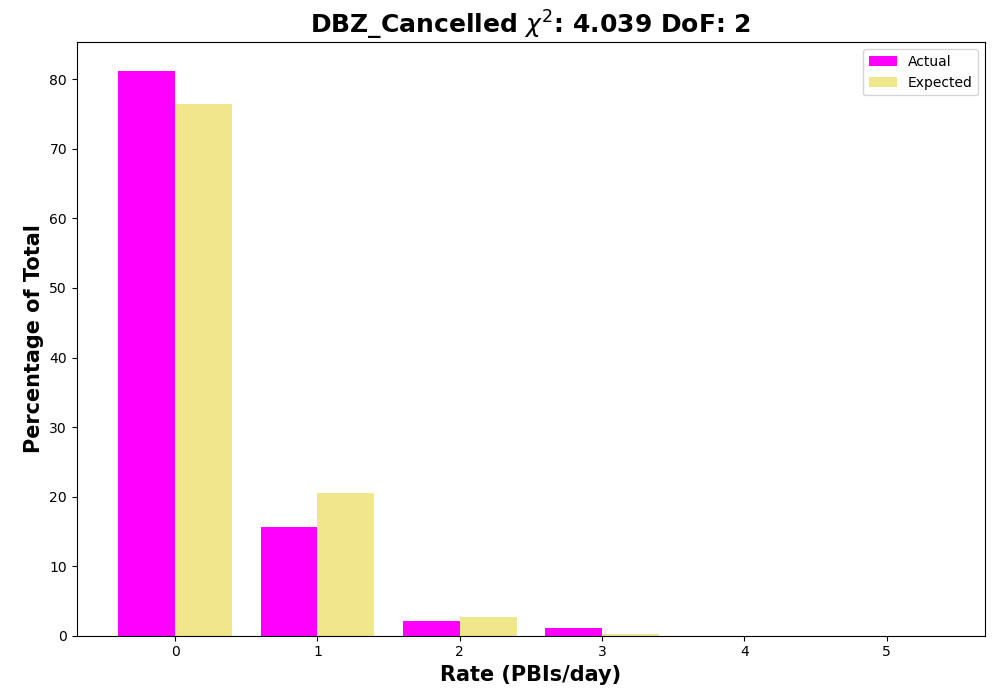 DBZ_Cancelled χ²: 4.039 DoF: 2
Actual
Expected
80
70
60
50
40
30
20
10
0
Percentage of Total
0 1 2 3 4 5
Rate (PBIs/day)